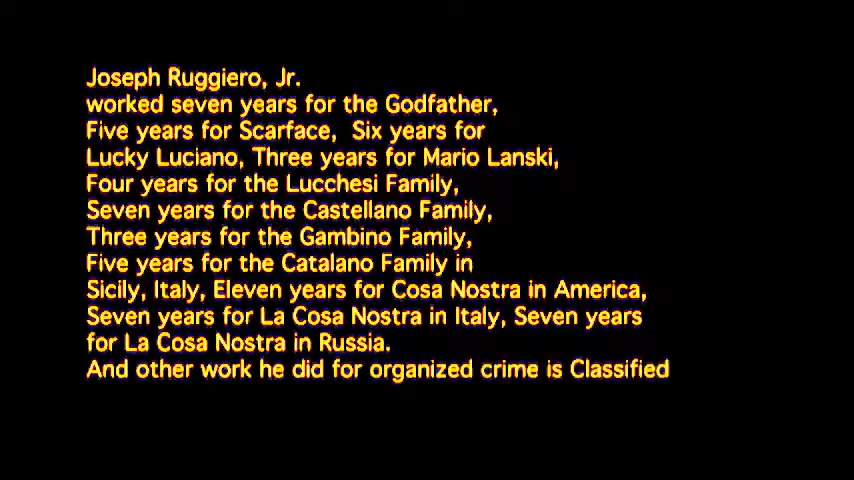 Joseph Ruggiero, Jr.
worked seven years for the Godfather,
Five years for Scarface,  Six years for
Lucky Luciano, Three years for Mario Lanski,
Four years for the Lucchesi Family,
Seven years for the Castellano Family,
Three years for the Gambino Family,
Five years for the Catalano Family in
Sicily, Italy, Eleven years for Cosa Nostra in America,
Seven years for La Cosa Nostra in Italy, Seven years
for La Cosa Nostra in Russia.
And other work he did for organized crime is Classified